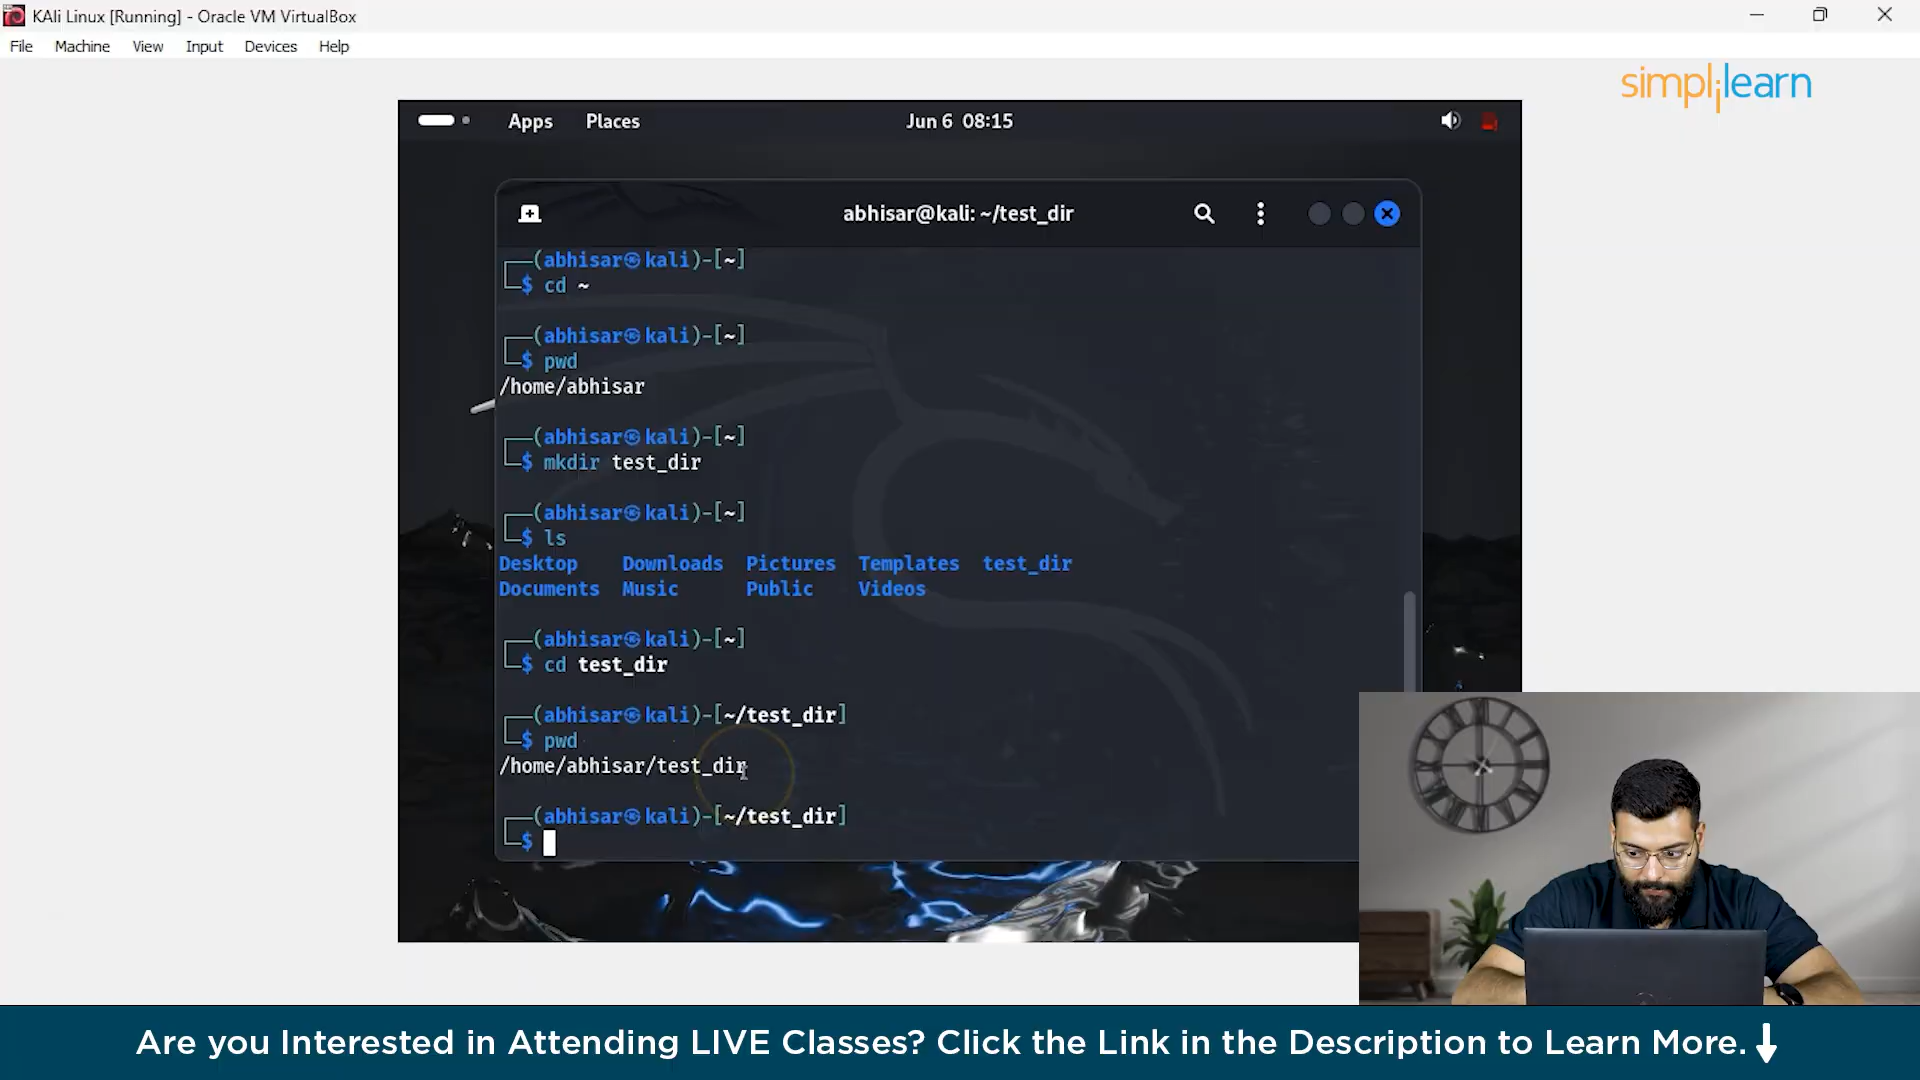 KAli Linux [Running] - Oracle VM VirtualBox
File Machine View Input Devices Help
simplilearn
Apps Places Jun 6 08:15
abhisar@kali: ~/test_dir
(abhisar㉿kali)-[~]
$ cd ~
(abhisar㉿kali)-[~]
$ pwd
/home/abhisar
(abhisar㉿kali)-[~]
$ mkdir test_dir
(abhisar㉿kali)-[~]
$ ls
Desktop Downloads Pictures Templates test_dir
Documents Music Public Videos
(abhisar㉿kali)-[~]
$ cd test_dir
(abhisar㉿kali)-[~/test_dir]
$ pwd
/home/abhisar/test_dir
(abhisar㉿kali)-[~/test_dir]
$
Are you Interested in Attending LIVE Classes? Click the Link in the Description to Learn More.